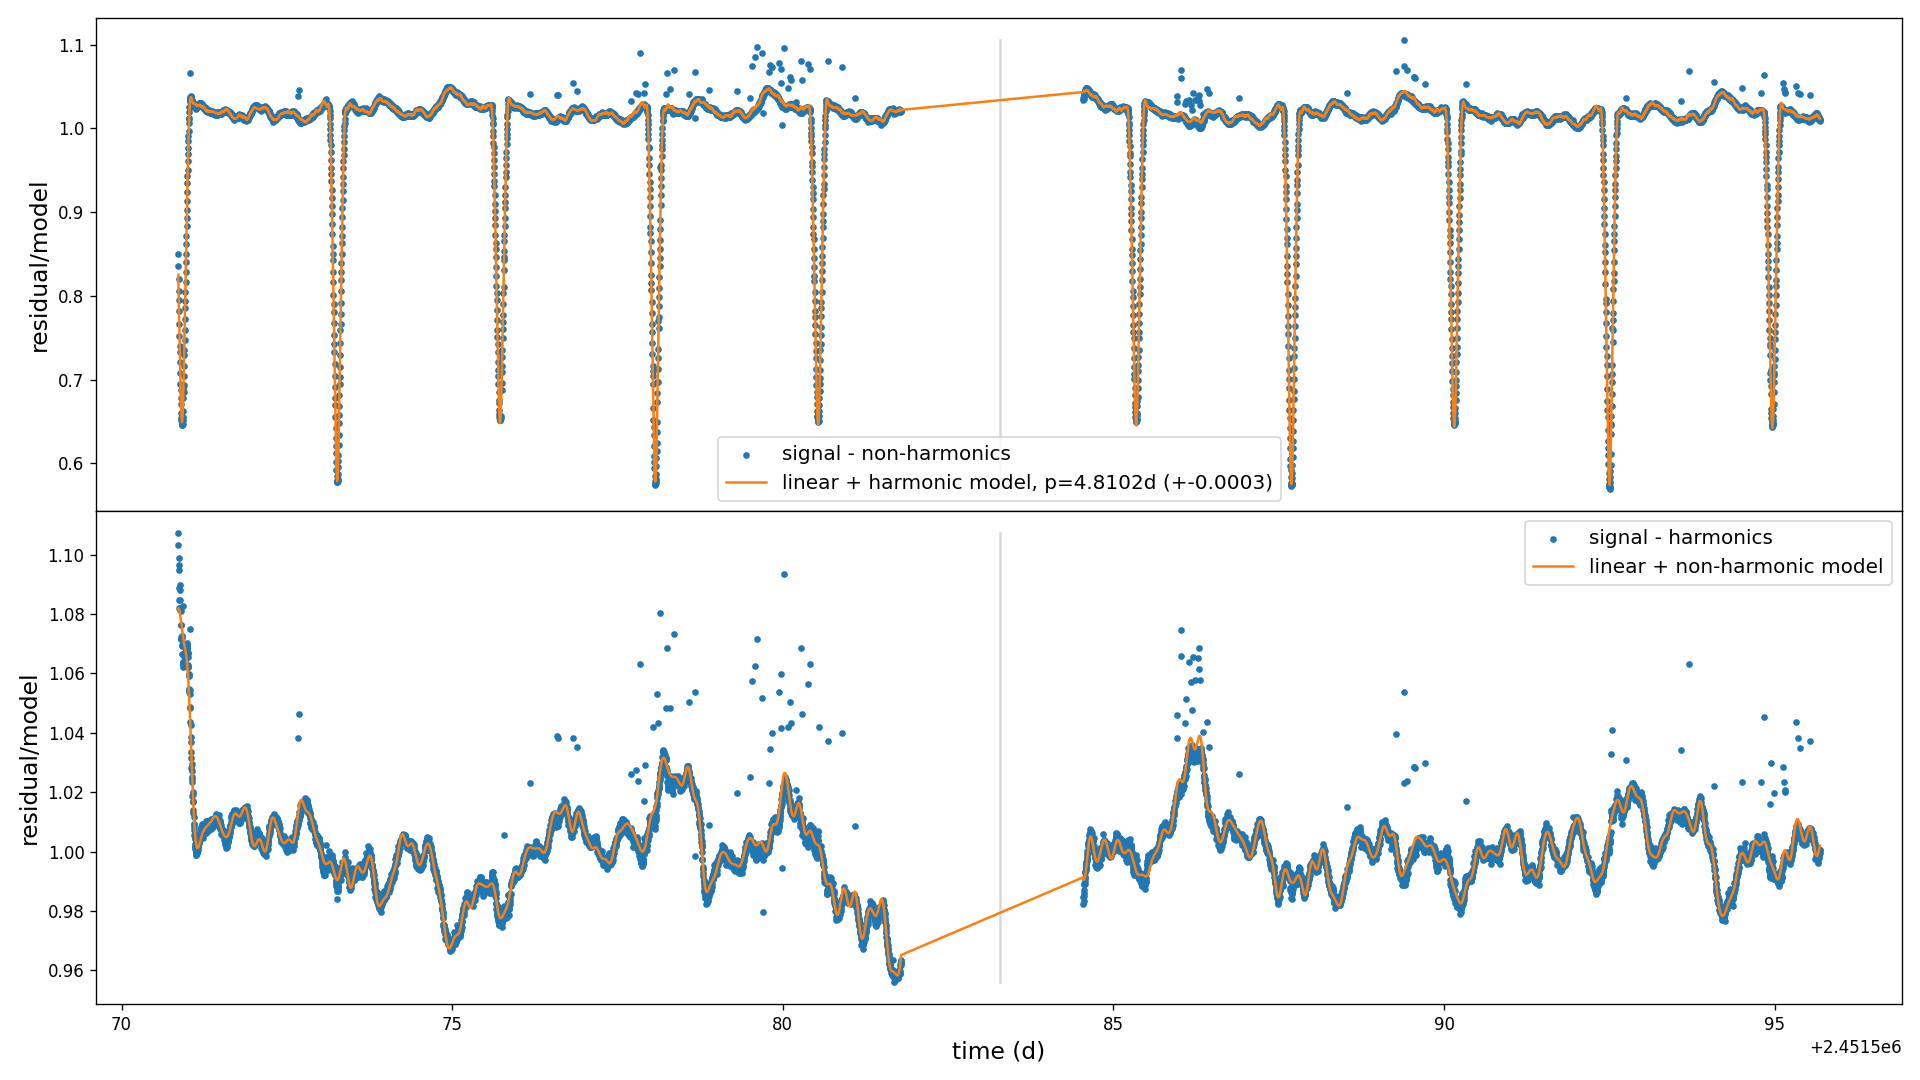 1.1
1.0
0.9
0.8
0.7
0.6
residual/model
signal - non-harmonics
linear + harmonic model, p=4.8102d (+-0.0003)
1.10
1.08
1.06
1.04
1.02
1.00
0.98
0.96
residual/model
signal - harmonics
linear + non-harmonic model
70
75
80
85
90
95
time (d)
+2.4515e6